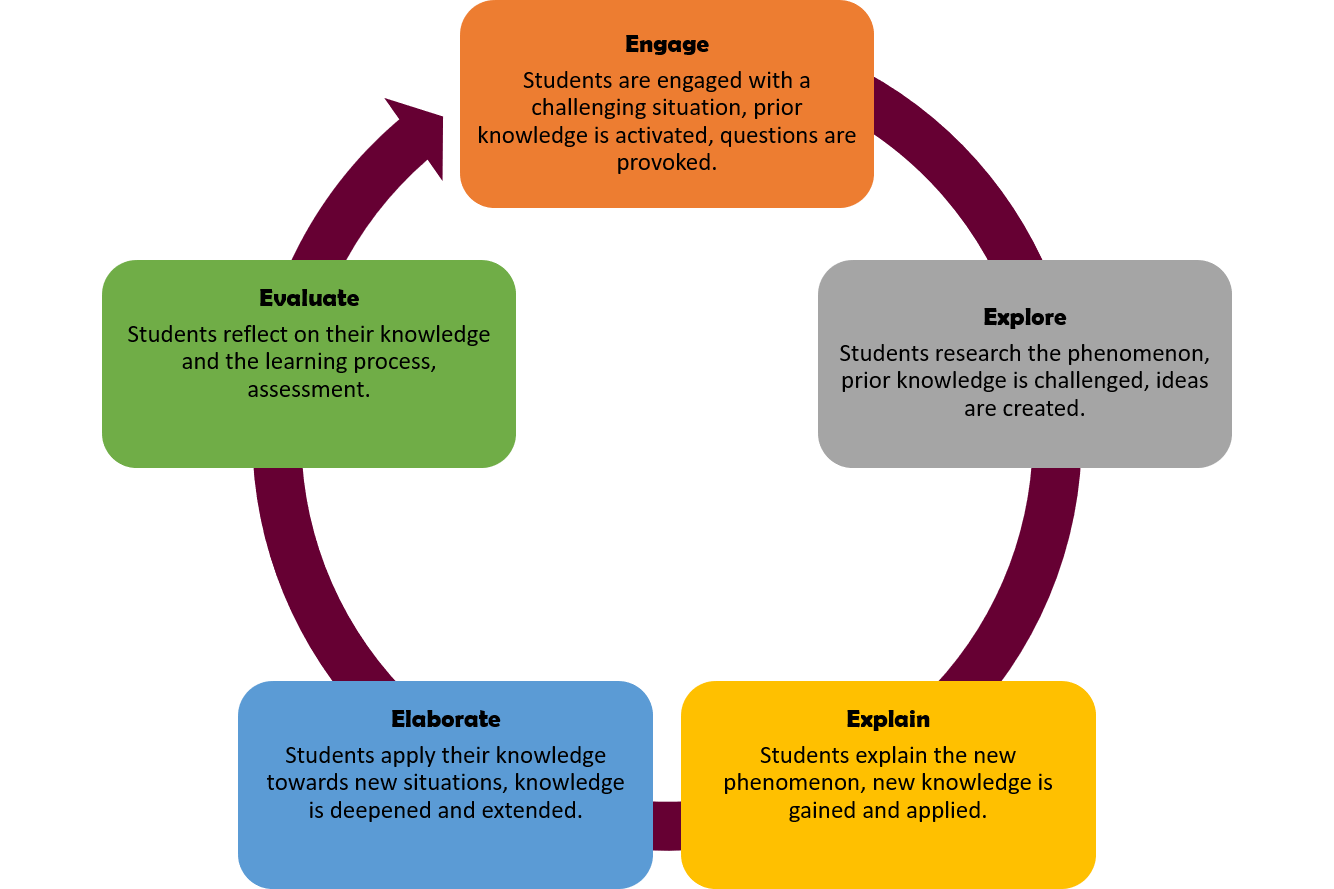 Engage
Students are engaged with a
challenging situation, prior
knowledge is activated, questions are
provoked.
Explore
Students research the phenomenon,
prior knowledge is challenged, ideas
are created.
Explain
Students explain the new
phenomenon, new knowledge is
gained and applied.
Elaborate
Students apply their knowledge
towards new situations, knowledge
is deepened and extended.
Evaluate
Students reflect on their knowledge
and the learning process,
assessment.